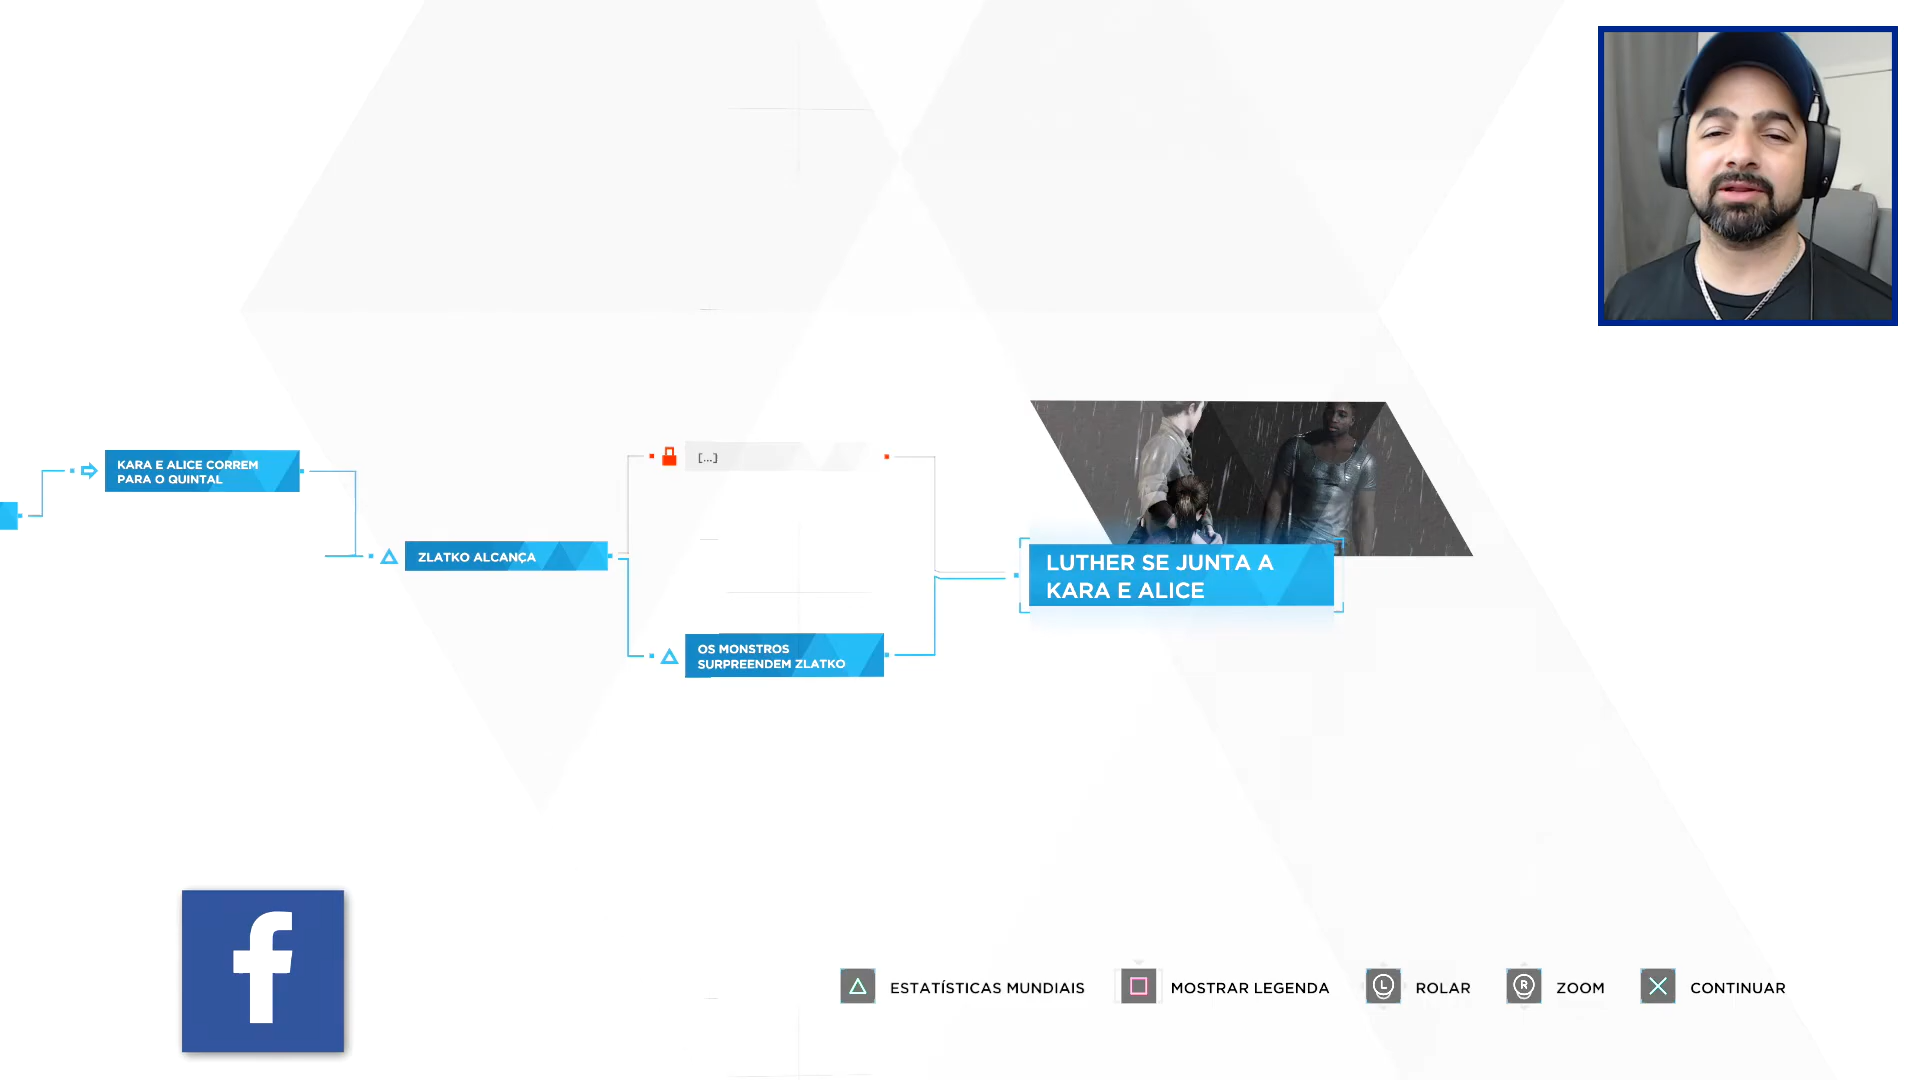 KARA E ALICE CORREM
PARA O QUINTAL
ZLATKO ALCANÇA
[...]
OS MONSTROS
SURPREENDEM ZLATKO
LUTHER SE JUNTA A
KARA E ALICE
f
ESTATÍSTICAS MUNDIAIS
MOSTRAR LEGENDA
L ROLAR
R ZOOM
CONTINUAR